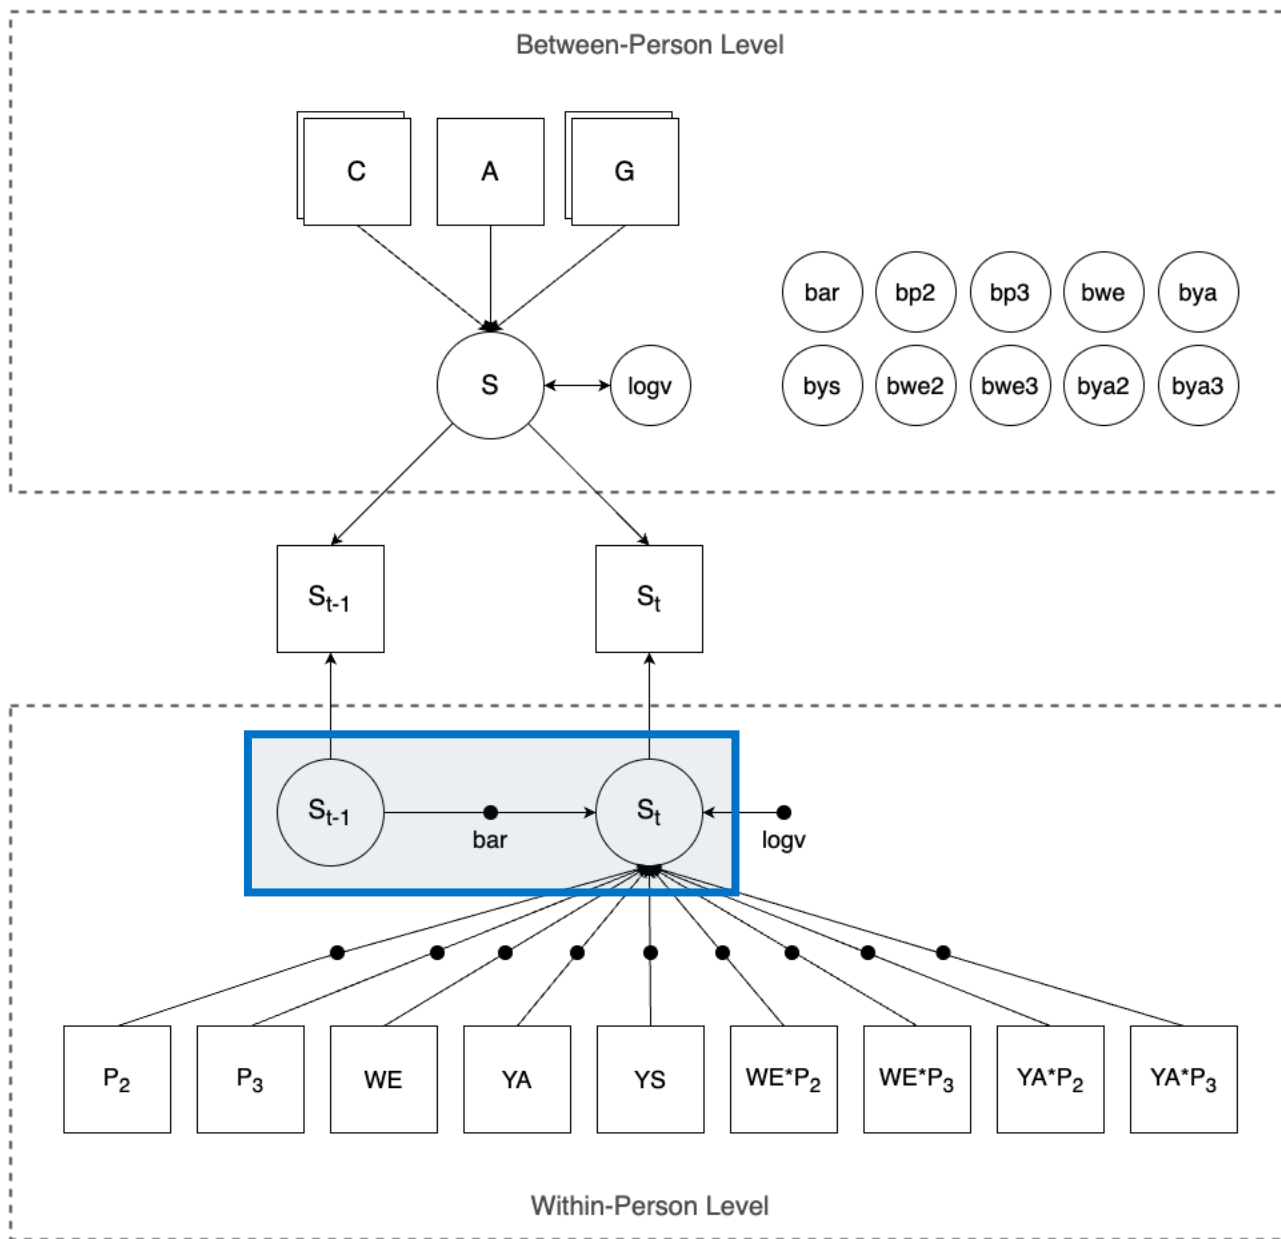 Between-Person Level
C A G
bar bp2 bp3 bwe bya
S logv bys bwe2 bwe3 bya2 bya3
Sₜ₋₁ Sₜ
Sₜ₋₁ Sₜ
bar logv
P₂ P₃ WE YA YS WE*P₂ WE*P₃ YA*P₂ YA*P₃
Within-Person Level